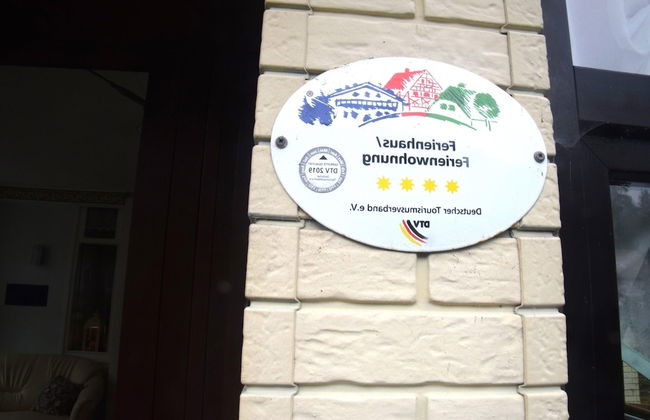 ®
Ferienhaus/
Ferienwohnung
DTV 2019
Deutscher Tourismusverband e.V.
DTV